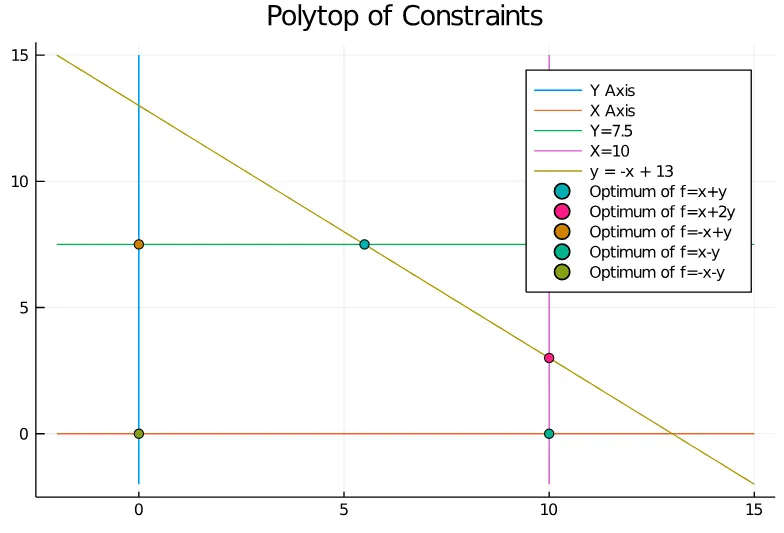 Polytop of Constraints
15
10
5
0
Y Axis
X Axis
Y=7.5
X=10
y = -x + 13
Optimum of f=x+y
Optimum of f=x+2y
Optimum of f=-x+y
Optimum of f=x-y
Optimum of f=-x-y
0 5 10 15